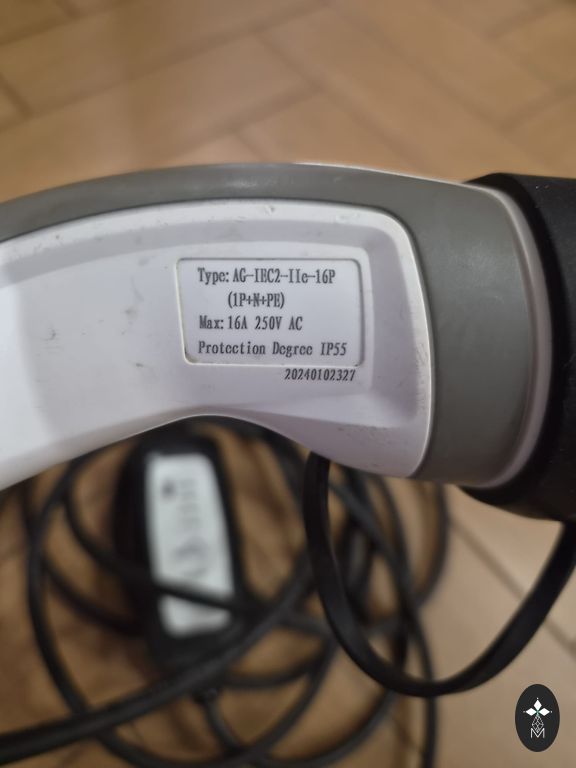 Type: AG-IEC2-IIc-16P
(1P+N+PE)
Max: 16A 250V AC
Protection Degree IP55
20240102327
M